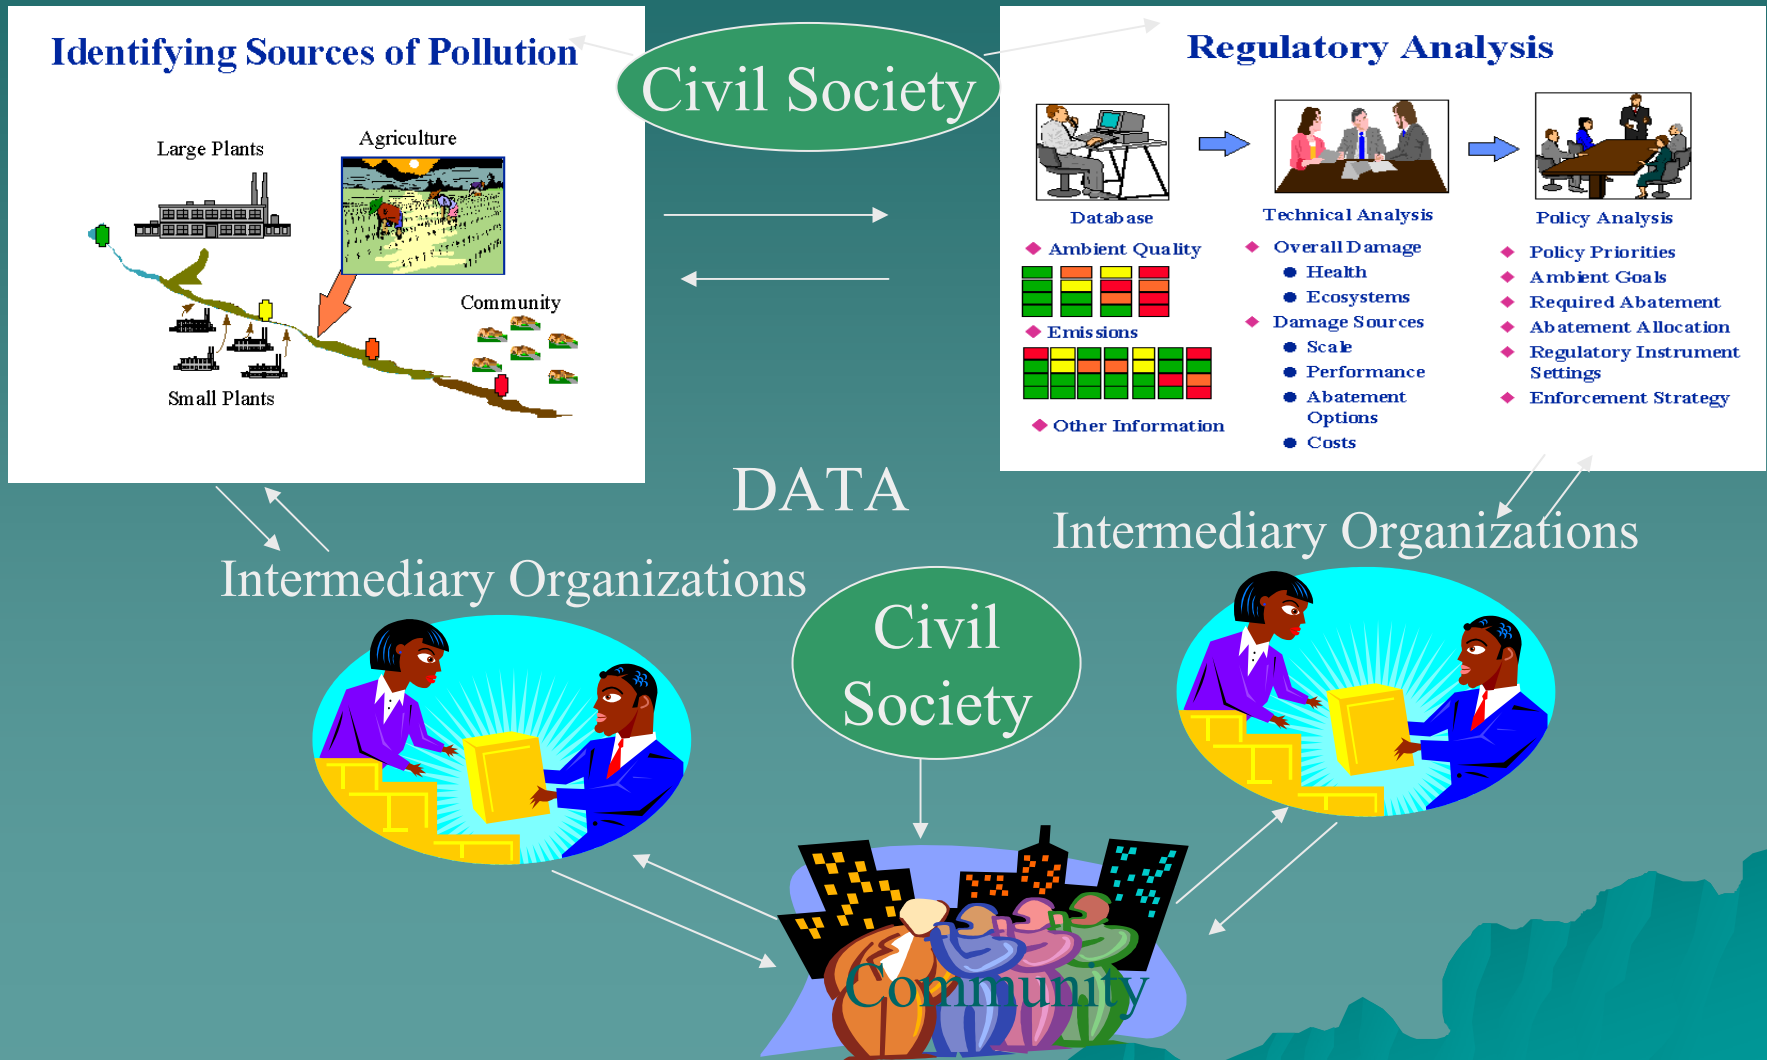 Identifying Sources of Pollution
Large Plants
Agriculture
Community
Small Plants
Civil Society
Regulatory Analysis
Database
Ambient Quality
Emissions
Other Information
Technical Analysis
Overall Damage
Health
Ecosystems
Damage Sources
Scale
Performance
Abatement
Options
Costs
Policy Analysis
Policy Priorities
Ambient Goals
Required Abatement
Abatement Allocation
Regulatory Instrument
Settings
Enforcement Strategy
DATA
Intermediary Organizations
Intermediary Organizations
Civil
Society
Community